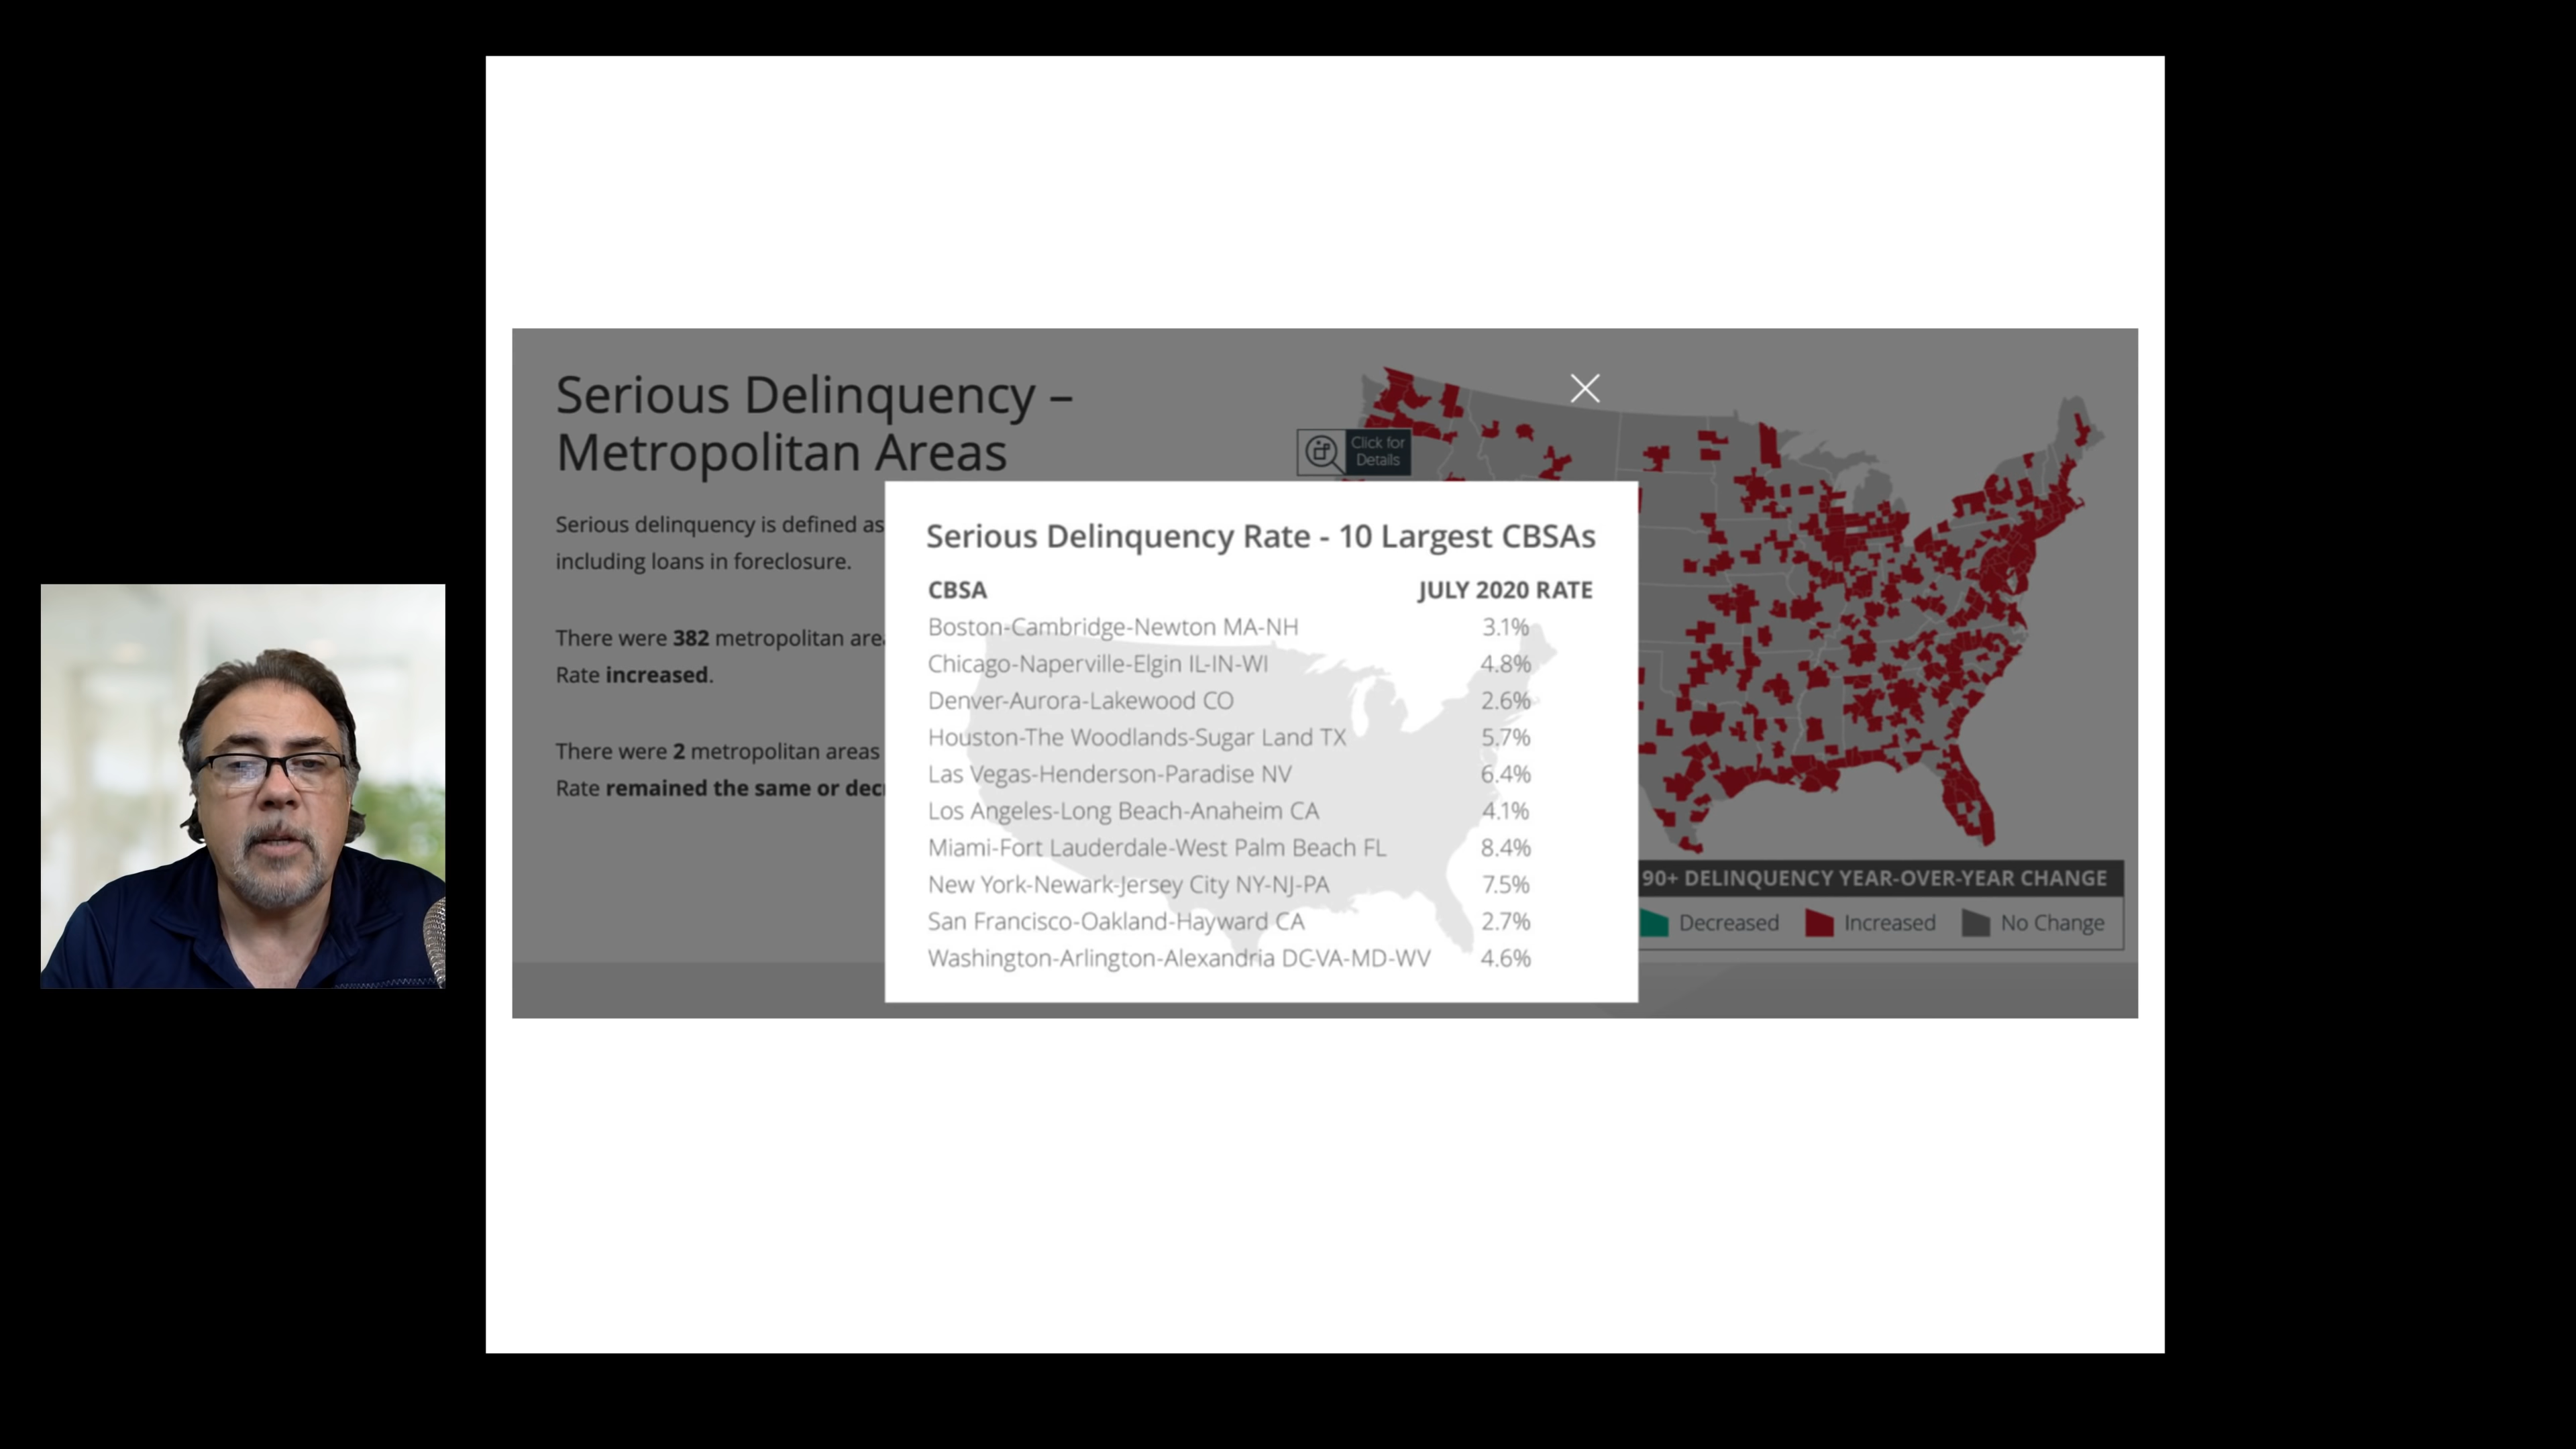 Serious Delinquency –
Metropolitan Areas
Click for
Details
Serious delinquency is defined as
including loans in foreclosure.
There were 382 metropolitan
Rate increased.
There were 2 metropolitan areas
Rate remained the same or
Serious Delinquency Rate - 10 Largest CBSAs
CBSA JULY 2020 RATE
Boston-Cambridge-Newton MA-NH 3.1%
Chicago-Naperville-Elgin IL-IN-WI 4.8%
Denver-Aurora-Lakewood CO 2.6%
Houston-The Woodlands-Sugar Land TX 5.7%
Las Vegas-Henderson-Paradise NV 6.4%
Los Angeles-Long Beach-Anaheim CA 4.1%
Miami-Fort Lauderdale-West Palm Beach FL 8.4%
New York-Newark-Jersey City NY-NJ-PA 7.5%
San Francisco-Oakland-Hayward CA 2.7%
Washington-Arlington-Alexandria DC-VA-MD-WV 4.6%
90+ DELINQUENCY YEAR-OVER-YEAR CHANGE
Decreased Increased No Change